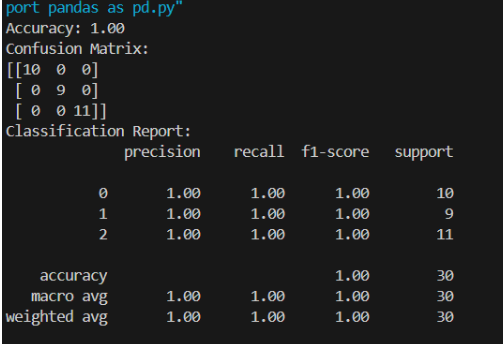 port pandas as pd.py"
Accuracy: 1.00
Confusion Matrix:
[[10  0  0]
 [ 0  9  0]
 [ 0  0 11]]
Classification Report:
              precision    recall  f1-score   support

           0       1.00      1.00      1.00        10
           1       1.00      1.00      1.00         9
           2       1.00      1.00      1.00        11

    accuracy                           1.00        30
   macro avg       1.00      1.00      1.00        30
weighted avg       1.00      1.00      1.00        30